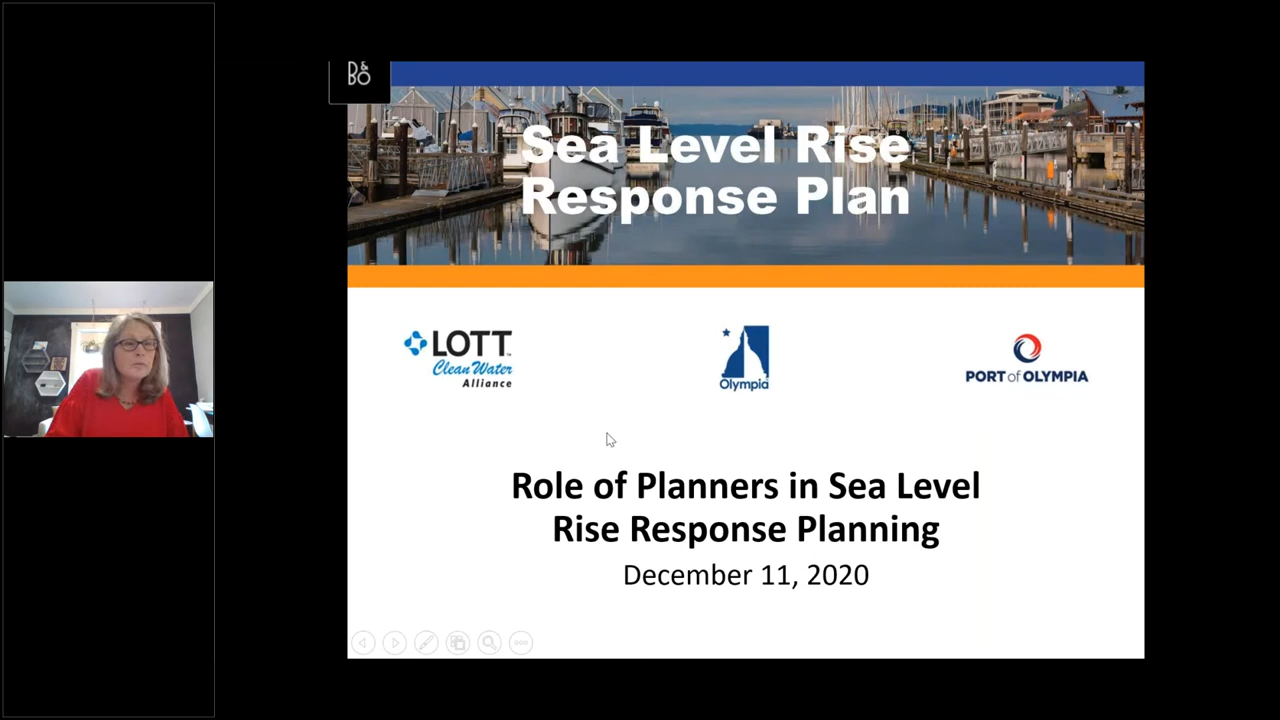 B&
BO
Sea Level Rise
Response Plan
LOTT
Clean Water
Alliance
Olympia
PORT of OLYMPIA
Role of Planners in Sea Level
Rise Response Planning
December 11, 2020